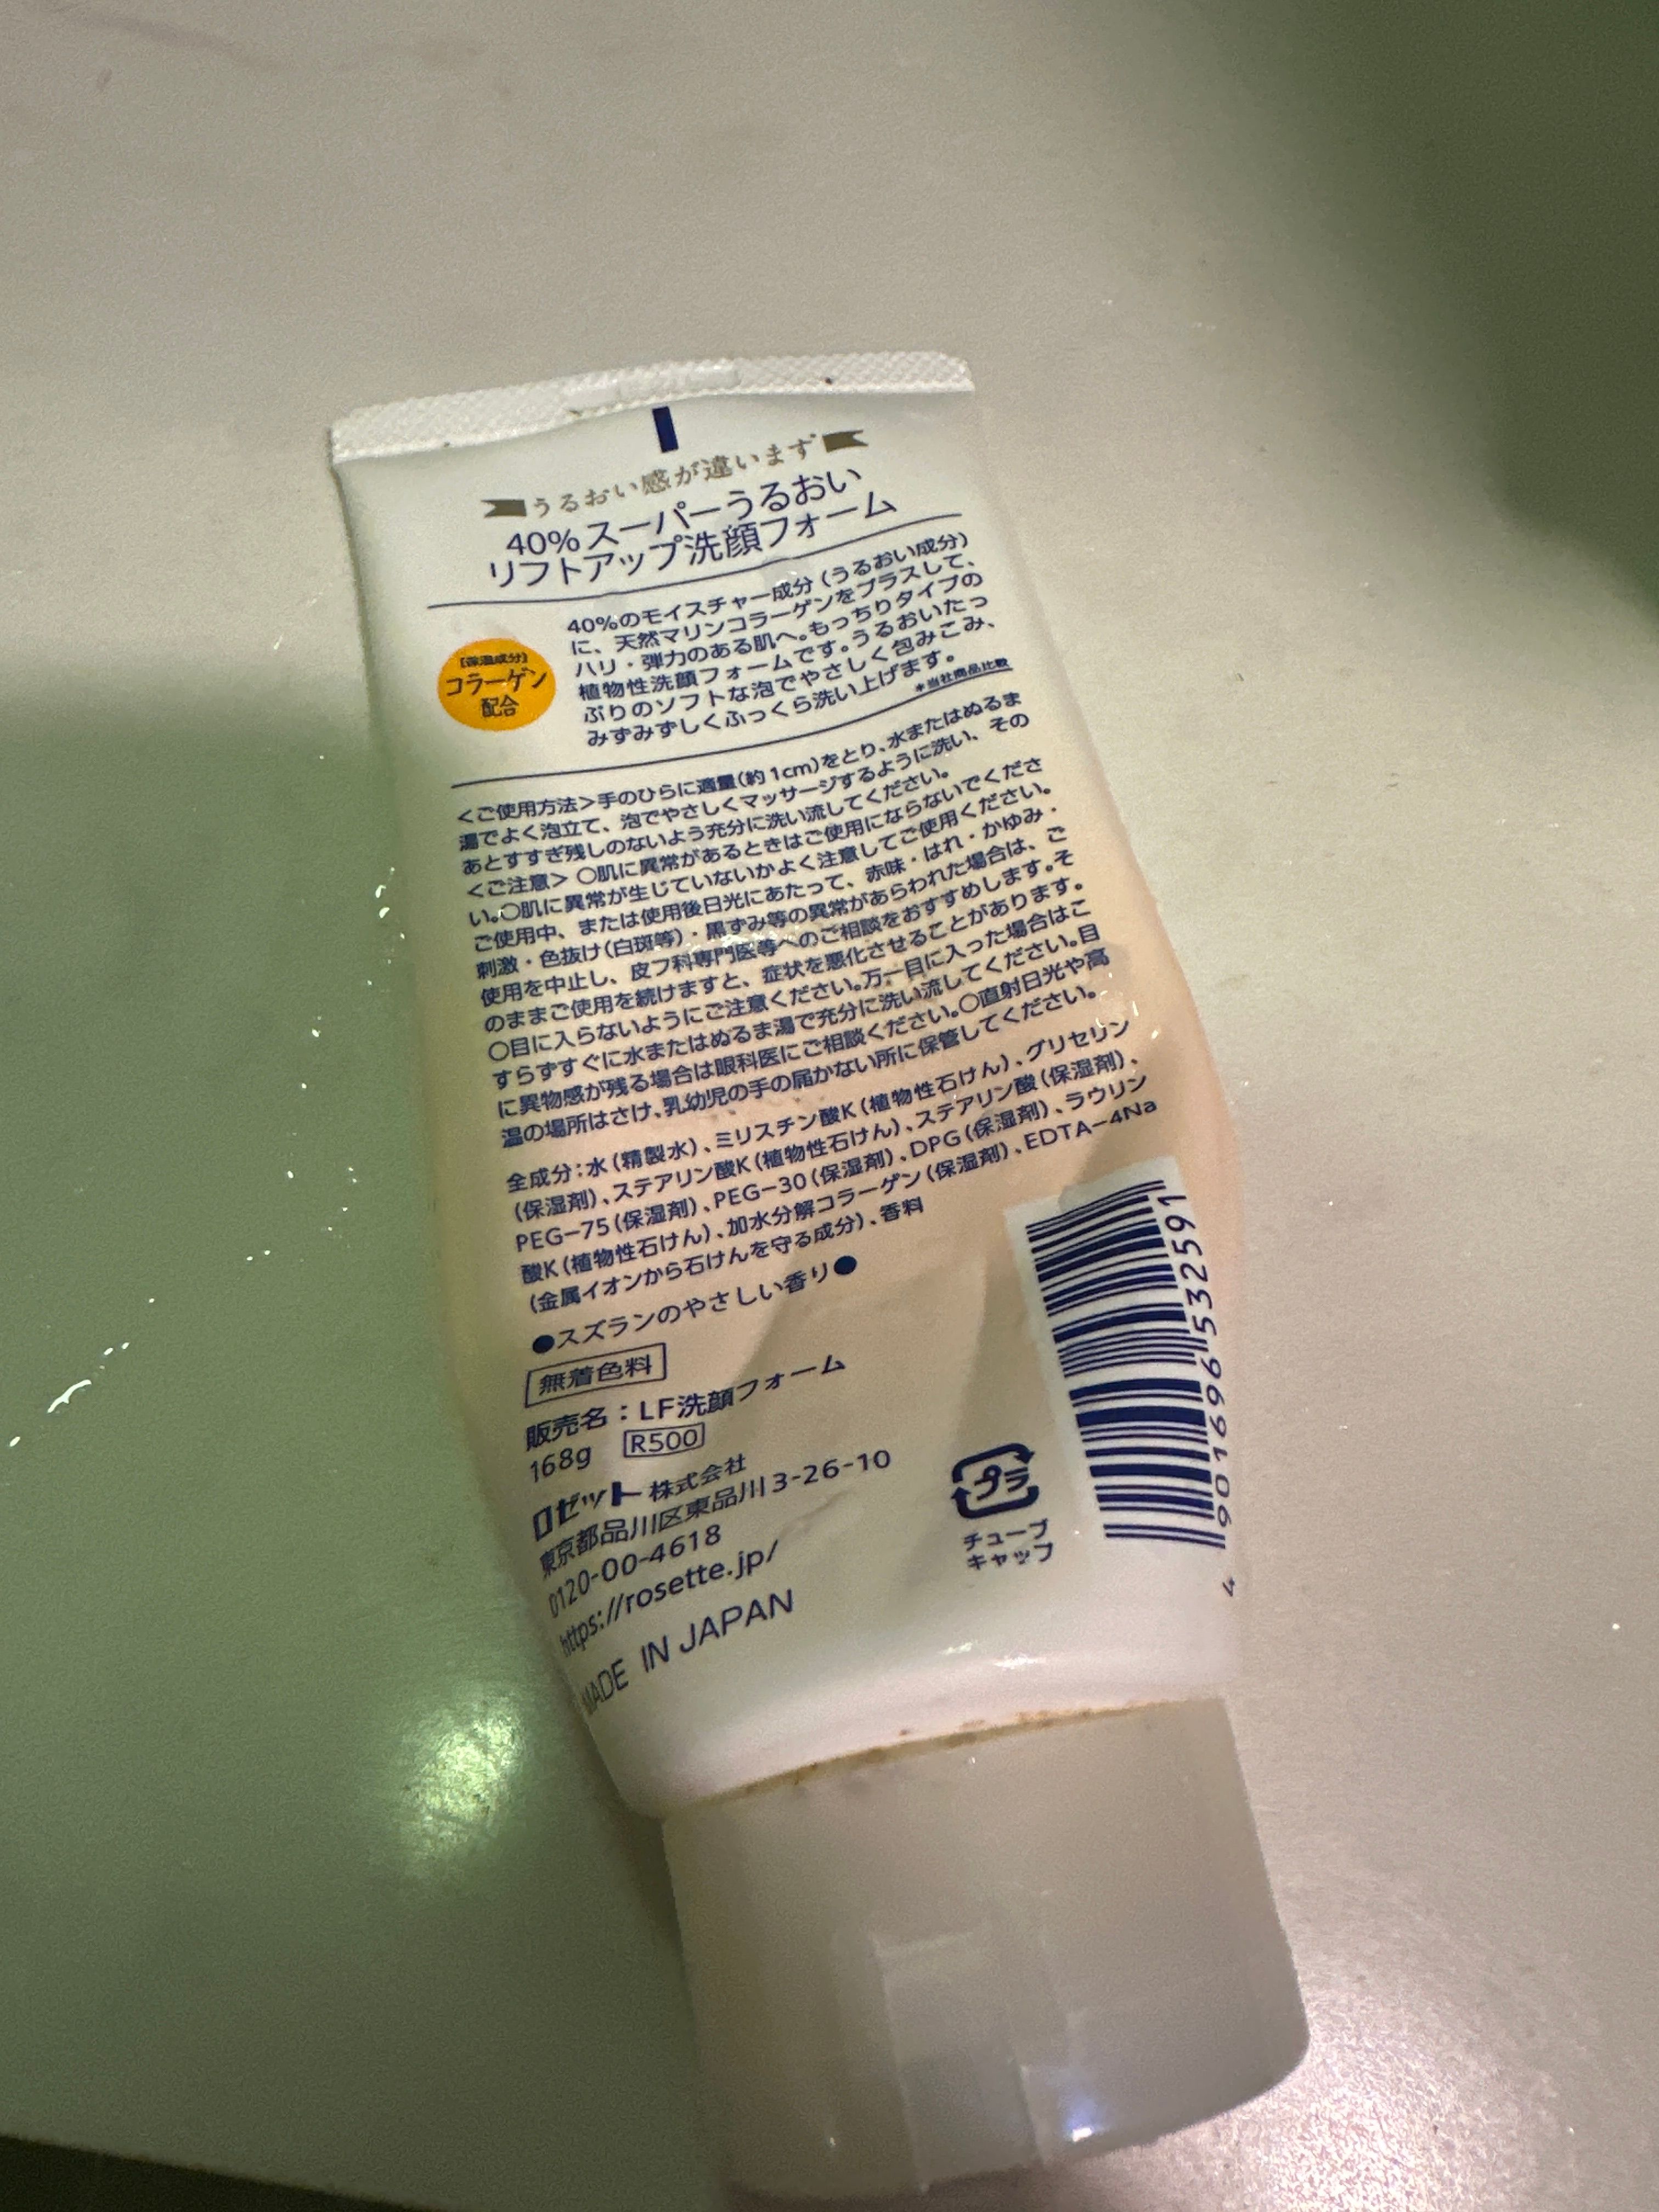 うるおい感が違います
40%スーパーうるおい
リフトアップ洗顔フォーム
40%のモイスチャー成分(うるおい成分)
に、天然マリンコラーゲンをプラスして、
ハリ・弾力のある肌へ。もっちりタイプの
植物性洗顔フォームです。うるおいたっ
ぷりのソフトな泡でやさしく包みこみ、
みずみずしくふっくら洗い上げます。
*当社商品比較
[保湿成分]
コラーゲン
配合
<ご使用方法>手のひらに適量(約1cm)をとり、水またはぬるま
湯でよく泡立て、泡でやさしくマッサージするように洗い、その
あとすすぎ残しのないよう充分に洗い流してください。
<ご注意> ○肌に異常があるときはご使用にならないでくださ
い。○肌に異常が生じていないかよく注意してご使用ください。
ご使用中、または使用後日光にあたって、赤味・はれ・かゆみ・
刺激・色抜け(白斑等)・黒ずみ等の異常があらわれた場合は、ご
使用を中止し、皮フ科専門医等へのご相談をおすすめします。そ
のままご使用を続けますと、症状を悪化させることがあります。
○目に入らないようにご注意ください。万一目に入った場合はこ
すらずすぐに水またはぬるま湯で充分に洗い流してください。目
に異物感が残る場合は眼科医にご相談ください。○直射日光や高
温の場所はさけ、乳幼児の手の届かない所に保管してください。
全成分:水(精製水)、ミリスチン酸K(植物性石けん)、グリセリン
(保湿剤)、ステアリン酸K(植物性石けん)、ステアリン酸(保湿剤)、
PEG-75(保湿剤)、PEG-30(保湿剤)、DPG(保湿剤)、ラウリン
酸K(植物性石けん)、加水分解コラーゲン(保湿剤)、EDTA-4Na
(金属イオンから石けんを守る成分)、香料
●スズランのやさしい香り●
無着色料
販売名:LF洗顔フォーム
168g R500
ロゼット 株式会社
東京都品川区東品川3-26-10
0120-00-4618
https://rosette.jp/
MADE IN JAPAN
プラ
チューブ
キャップ
4 901696 532591